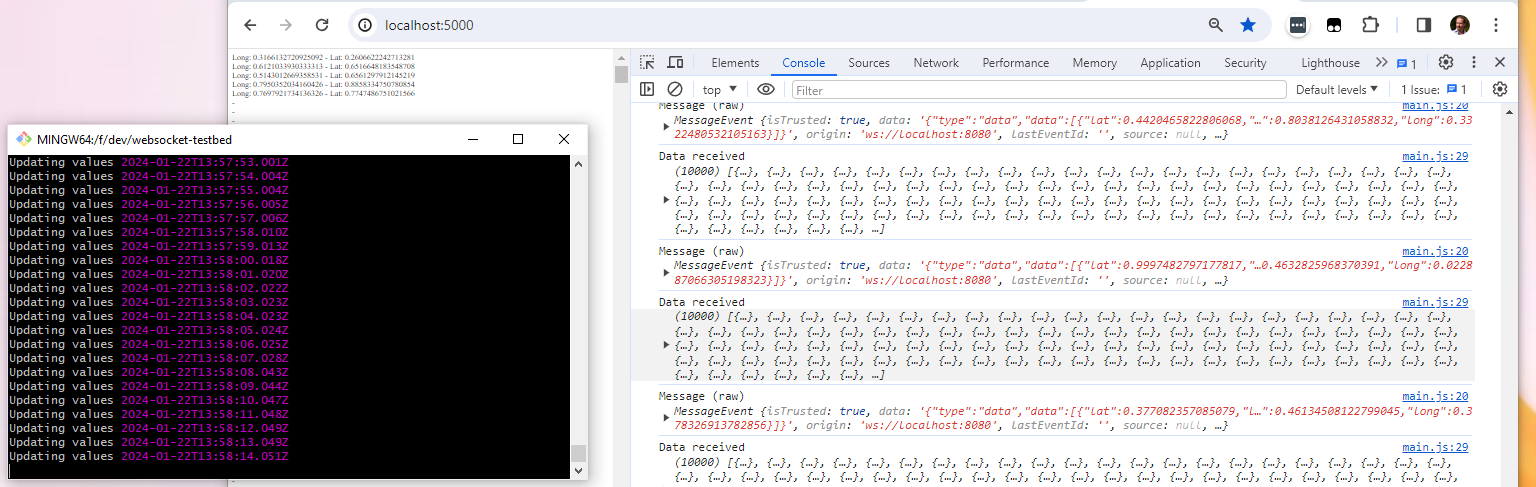 localhost:5000
Long: 0.3166132720925092 - Lat: 0.2606622242713281
Long: 0.6121033930333313 - Lat: 0.6516648183548708
Long: 0.5143012669358531 - Lat: 0.6561297912145219
Long: 0.7950352034160426 - Lat: 0.8858334750780854
Long: 0.7697921734136326 - Lat: 0.7747486751021566
-
-
-
MINGW64:/f/dev/websocket-testbed
Updating values 2024-01-22T13:57:53.001Z
Updating values 2024-01-22T13:57:54.004Z
Updating values 2024-01-22T13:57:55.004Z
Updating values 2024-01-22T13:57:56.005Z
Updating values 2024-01-22T13:57:57.006Z
Updating values 2024-01-22T13:57:58.010Z
Updating values 2024-01-22T13:57:59.013Z
Updating values 2024-01-22T13:58:00.018Z
Updating values 2024-01-22T13:58:01.020Z
Updating values 2024-01-22T13:58:02.022Z
Updating values 2024-01-22T13:58:03.023Z
Updating values 2024-01-22T13:58:04.023Z
Updating values 2024-01-22T13:58:05.024Z
Updating values 2024-01-22T13:58:06.025Z
Updating values 2024-01-22T13:58:07.028Z
Updating values 2024-01-22T13:58:08.043Z
Updating values 2024-01-22T13:58:09.044Z
Updating values 2024-01-22T13:58:10.047Z
Updating values 2024-01-22T13:58:11.048Z
Updating values 2024-01-22T13:58:12.049Z
Updating values 2024-01-22T13:58:13.049Z
Updating values 2024-01-22T13:58:14.051Z
Elements Console Sources Network Performance Memory Application Security Lighthouse 1
top Filter Default levels 1 Issue: 1
Message (raw) main.js:20
MessageEvent {isTrusted: true, data: '{"type":"data","data":[{"lat":0.4420465822806068,"…":0.8038126431058832,"long":0.33
22480532105163}]}', origin: 'ws://localhost:8080', lastEventId: '', source: null, …}
Data received main.js:29
(10000) [{…}, {…}, {…}, {…}, {…}, {…}, {…}, {…}, {…}, {…}, {…}, {…}, {…}, {…}, {…}, {…}, {…}, {…}, {…}, {…}, {…}, {…},
{…}, {…}, {…}, {…}, {…}, {…}, {…}, {…}, {…}, {…}, {…}, {…}, {…}, {…}, {…}, {…}, {…}, {…}, {…}, {…}, {…}, {…}, {…}, {…},
{…}, {…}, {…}, {…}, {…}, {…}, {…}, {…}, {…}, {…}, {…}, {…}, {…}, {…}, {…}, {…}, {…}, {…}, {…}, {…}, {…}, {…}, {…}, {…},
{…}, {…}, {…}, {…}, {…}, {…}, {…}, {…}, {…}, {…}, {…}, {…}, {…}, {…}, {…}, {…}, {…}, {…}, {…}, {…}, {…}, {…}, {…}, {…},
{…}, {…}, {…}, {…}, {…}, {…}, …]
Message (raw) main.js:20
MessageEvent {isTrusted: true, data: '{"type":"data","data":[{"lat":0.9997482797177817,"…0.4632825968370391,"long":0.0228
87066305198323}]}', origin: 'ws://localhost:8080', lastEventId: '', source: null, …}
Data received main.js:29
(10000) [{…}, {…}, {…}, {…}, {…}, {…}, {…}, {…}, {…}, {…}, {…}, {…}, {…}, {…}, {…}, {…}, {…}, {…}, {…}, {…}, {…}, {…},
{…}, {…}, {…}, {…}, {…}, {…}, {…}, {…}, {…}, {…}, {…}, {…}, {…}, {…}, {…}, {…}, {…}, {…}, {…}, {…}, {…}, {…}, {…}, {…},
{…}, {…}, {…}, {…}, {…}, {…}, {…}, {…}, {…}, {…}, {…}, {…}, {…}, {…}, {…}, {…}, {…}, {…}, {…}, {…}, {…}, {…}, {…}, {…},
{…}, {…}, {…}, {…}, {…}, {…}, {…}, {…}, {…}, {…}, {…}, {…}, {…}, {…}, {…}, {…}, {…}, {…}, {…}, {…}, {…}, {…}, {…}, {…},
{…}, {…}, {…}, {…}, {…}, {…}, …]
Message (raw) main.js:20
MessageEvent {isTrusted: true, data: '{"type":"data","data":[{"lat":0.377082357085079,"l…0.46134508122799045,"long":0.3
78326913782856}]}', origin: 'ws://localhost:8080', lastEventId: '', source: null, …}
Data received main.js:29
(10000) [{…}, {…}, {…}, {…}, {…}, {…}, {…}, {…}, {…}, {…}, {…}, {…}, {…}, {…}, {…}, {…}, {…}, {…}, {…}, {…}, {…}, {…},
{…}, {…}, {…}, {…}, {…}, {…}, {…}, {…}, {…}, {…}, {…}, {…}, {…}, {…}, {…}, {…}, {…}, {…}, {…}, {…}, {…}, {…}, {…}, {…},